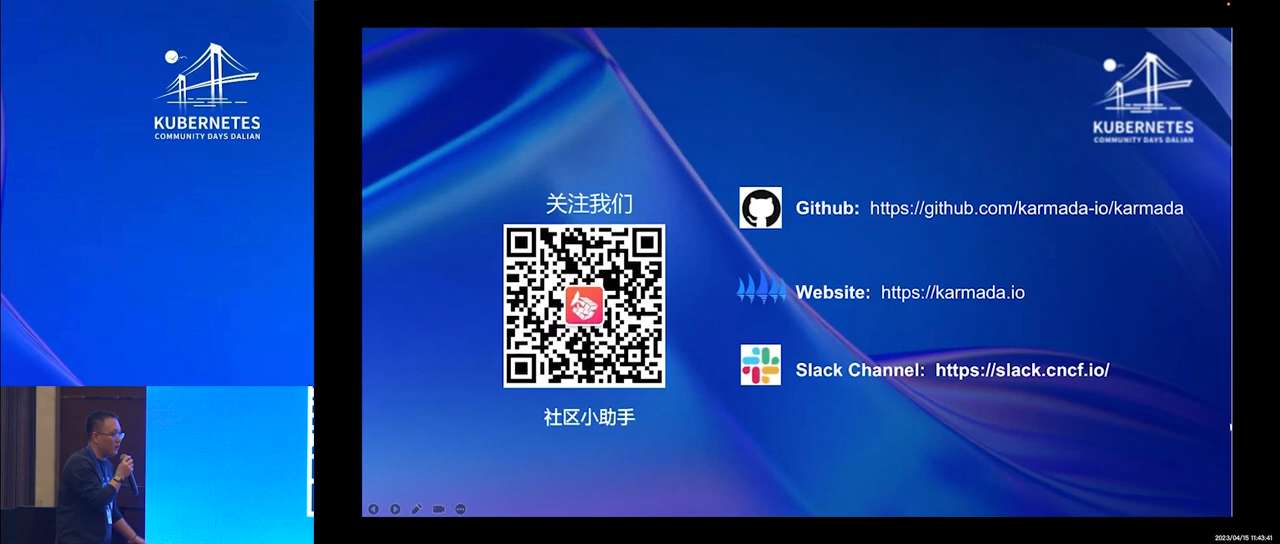 KUBERNETES
COMMUNITY DAYS DALIAN
KUBERNETES
COMMUNITY DAYS DALIAN
关注我们
社区小助手
Github: https://github.com/karmada-io/karmada
Website: https://karmada.io
Slack Channel: https://slack.cncf.io/
2023/04/15 11:43:41